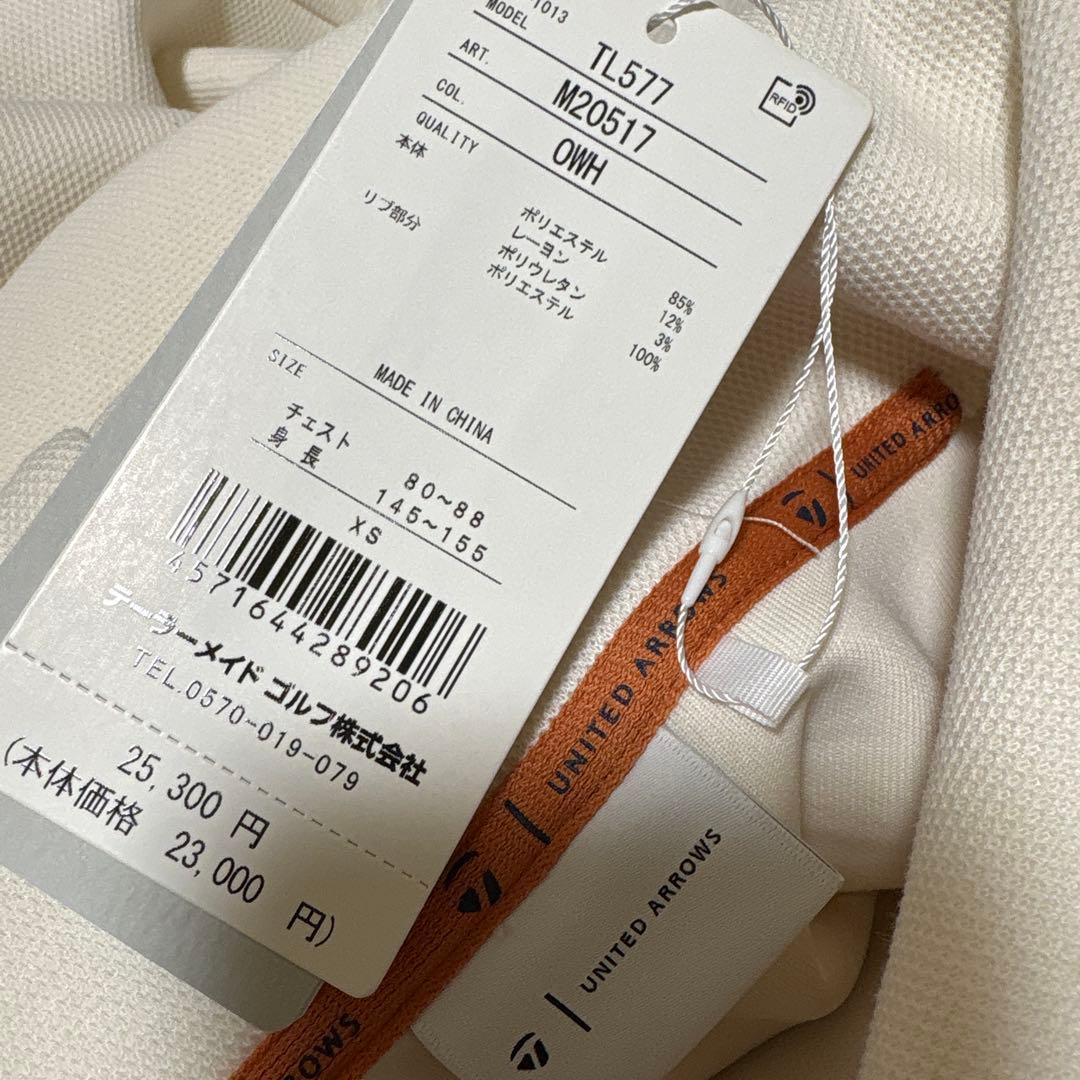 1013
MODEL TL577
RFID
ART. M20517
COL. OWH
QUALITY
本体 ポリエステル 85%
レーヨン 12%
ポリウレタン 3%
リブ部分 ポリエステル 100%
MADE IN CHINA
SIZE
チェスト 80~88
身長 145~155
XS
4571644289206
テーラーメイド ゴルフ株式会社
TEL.0570-019-079
25,300 円
(本体価格 23,000 円)
UNITED ARRO
UNITED ARROWS
ROWS
UNITED ARROWS